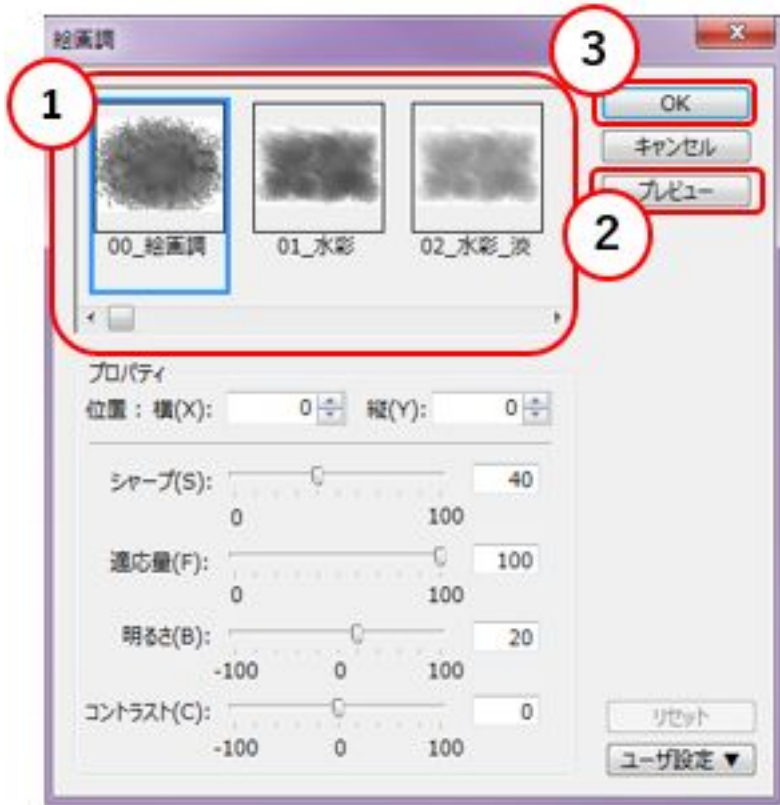 絵画調
1
3
OK
キャンセル
プレビュー
2
00_絵画調
01_水彩
02_水彩_淡
プロパティ
位置 : 横(X): 0 縦(Y): 0
シャープ(S): 40
0 100
適応量(F): 100
0 100
明るさ(B): 20
-100 0 100
コントラスト(C): 0
-100 0 100
リセット
ユーザ設定 ▼